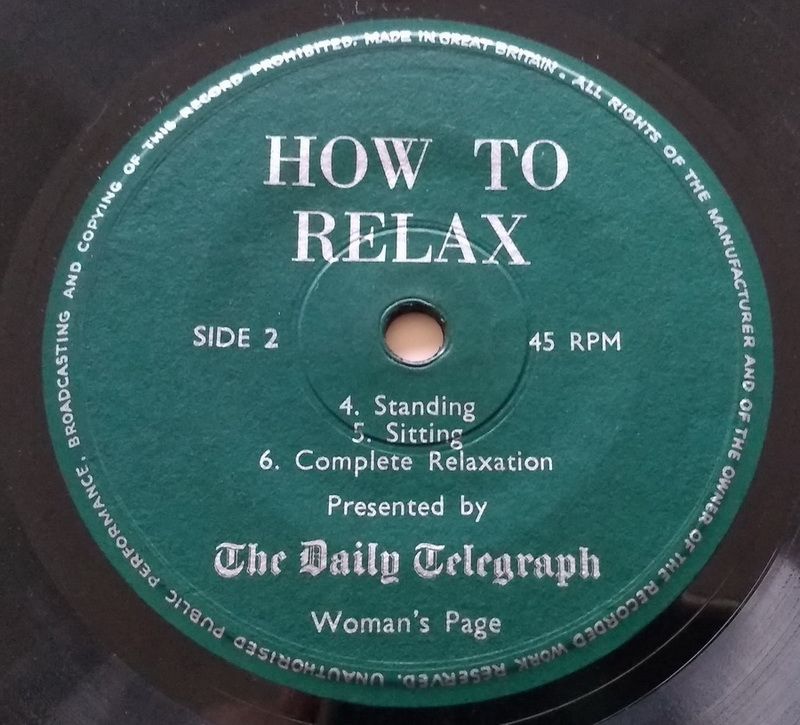 HOW TO
RELAX
SIDE 2
45 RPM
4. Standing
5. Sitting
6. Complete Relaxation
Presented by
The Daily Telegraph
Woman's Page
ALL RIGHTS OF THE MANUFACTURER AND OF THE OWNER OF THE RECORDED WORK RESERVED. UNAUTHORISED PUBLIC PERFORMANCE, BROADCASTING AND COPYING OF THIS RECORD PROHIBITED. MADE IN GREAT BRITAIN -